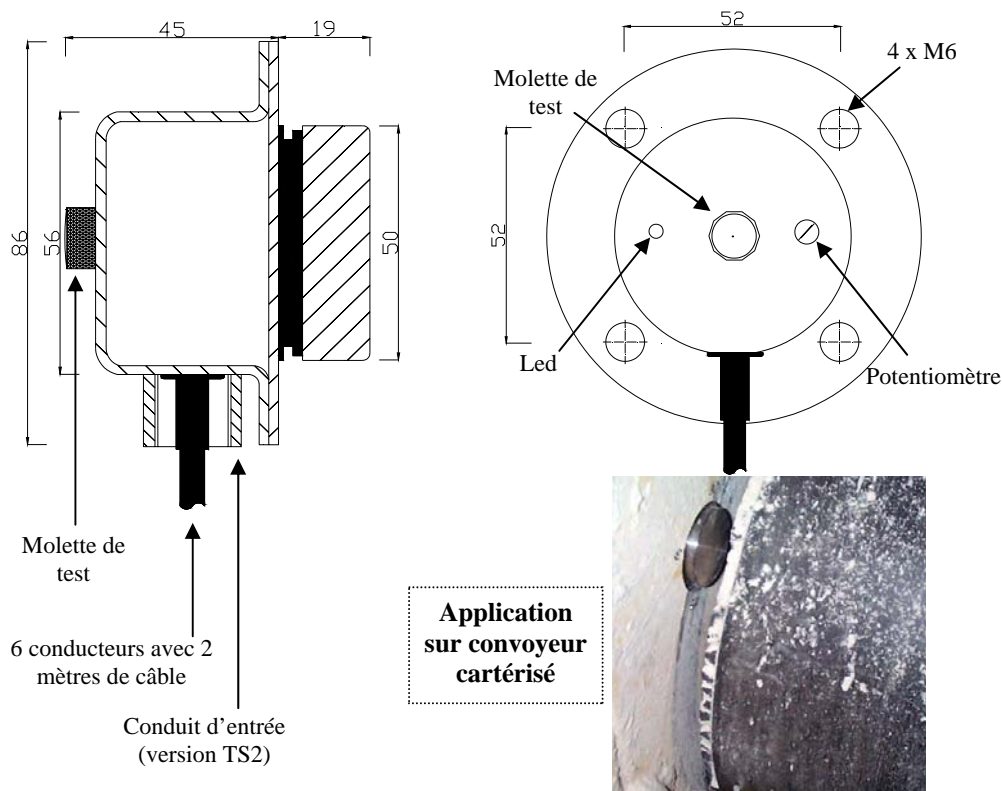 45
19
52
4 x M6
Molette de
test
86
56
50
52
Led
Potentiomètre
Molette de
test
6 conducteurs avec 2
mètres de câble
Conduit d’entrée
(version TS2)
Application
sur convoyeur
cartérisé